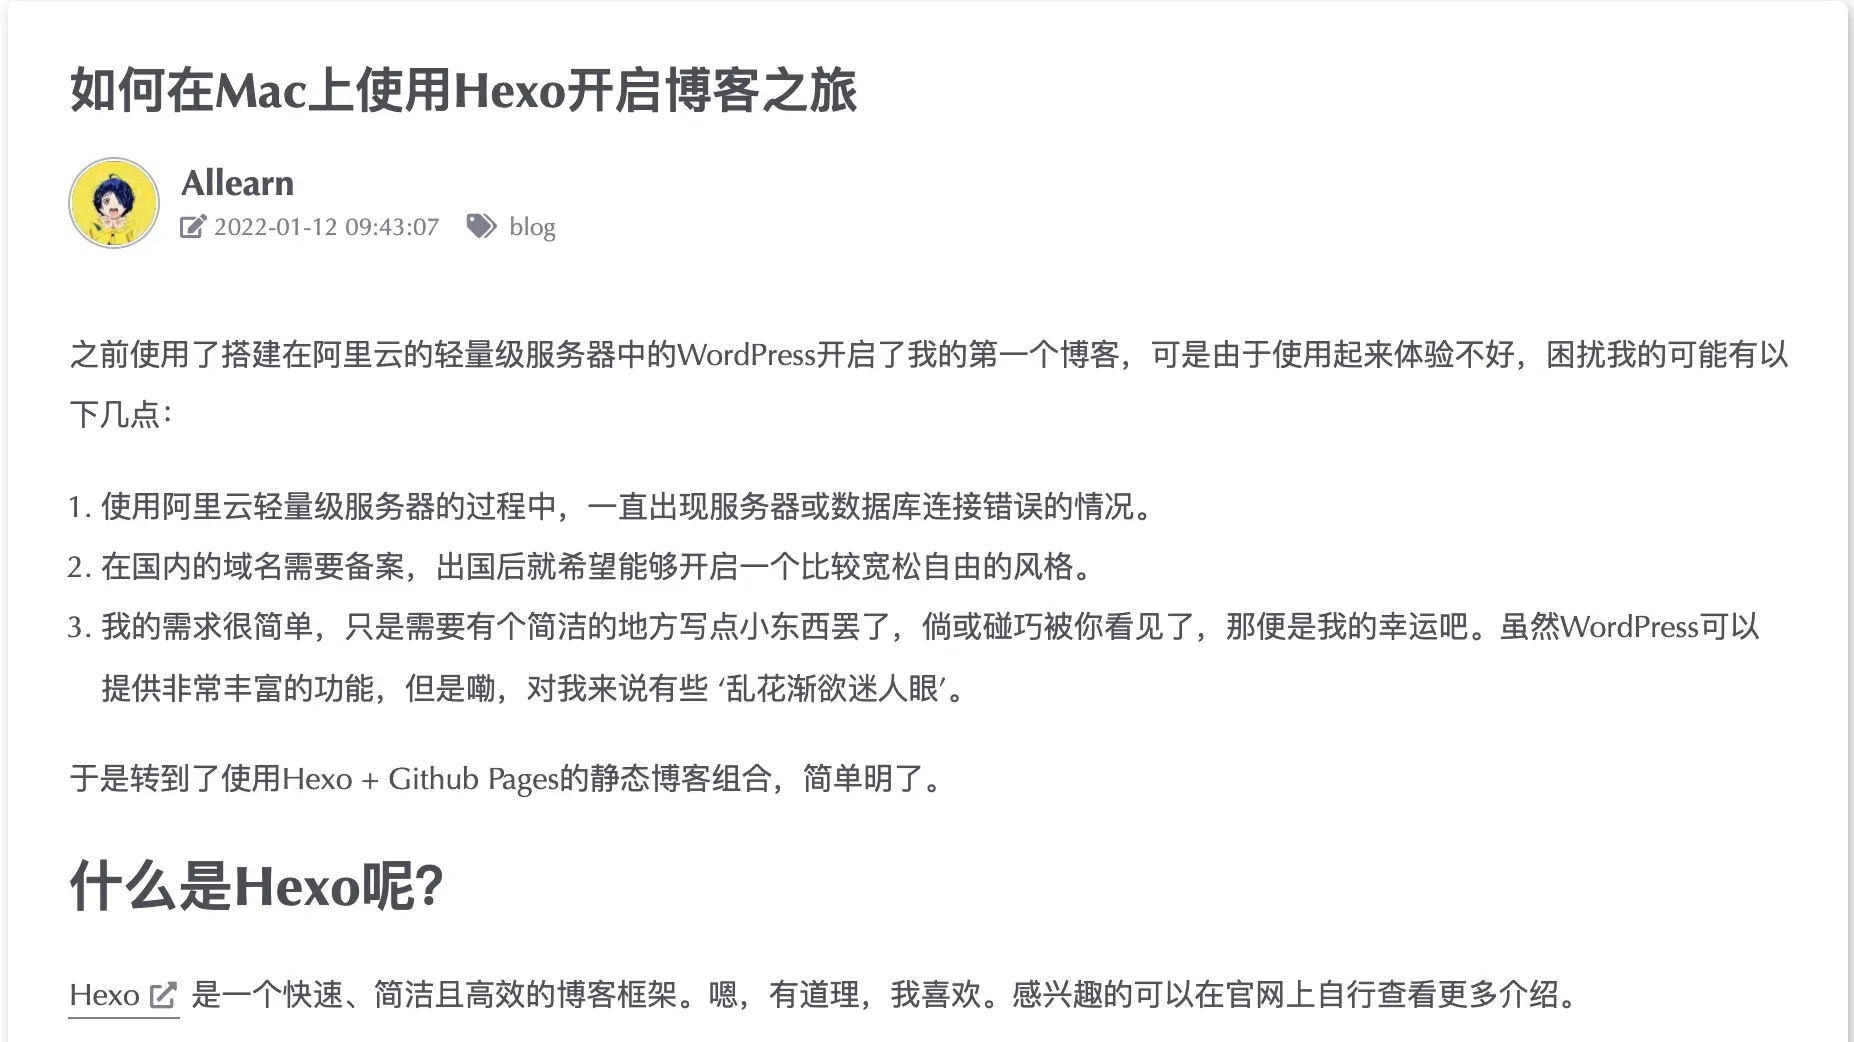 如何在Mac上使用Hexo开启博客之旅
Allearn
2022-01-12 09:43:07 blog
之前使用了搭建在阿里云的轻量级服务器中的WordPress开启了我的第一个博客，可是由于使用起来体验不好，困扰我的可能有以
下几点：
1. 使用阿里云轻量级服务器的过程中，一直出现服务器或数据库连接错误的情况。
2. 在国内的域名需要备案，出国后就希望能够开启一个比较宽松自由的风格。
3. 我的需求很简单，只是需要有个简洁的地方写点小东西罢了，倘或碰巧被你看见了，那便是我的幸运吧。虽然WordPress可以
提供非常丰富的功能，但是嘞，对我来说有些 ‘乱花渐欲迷人眼’。
于是转到了使用Hexo + Github Pages的静态博客组合，简单明了。
什么是Hexo呢？
Hexo 是一个快速、简洁且高效的博客框架。嗯，有道理，我喜欢。感兴趣的可以在官网上自行查看更多介绍。